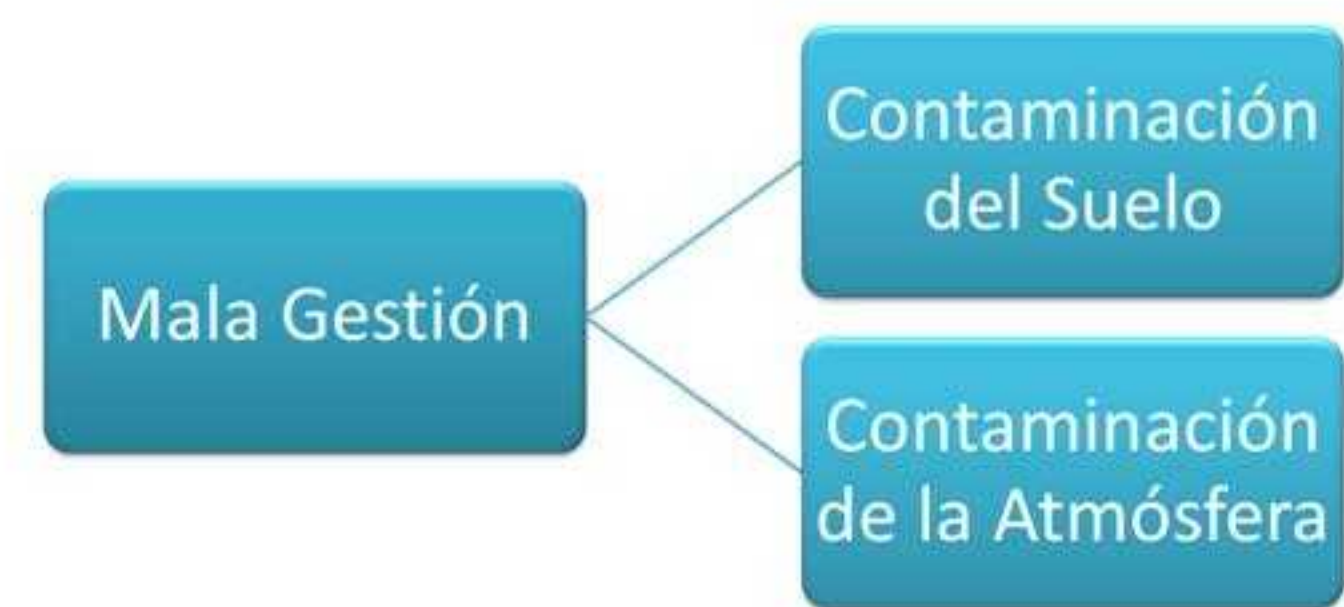 Mala Gestión
Contaminación
del Suelo
Contaminación
de la Atmósfera